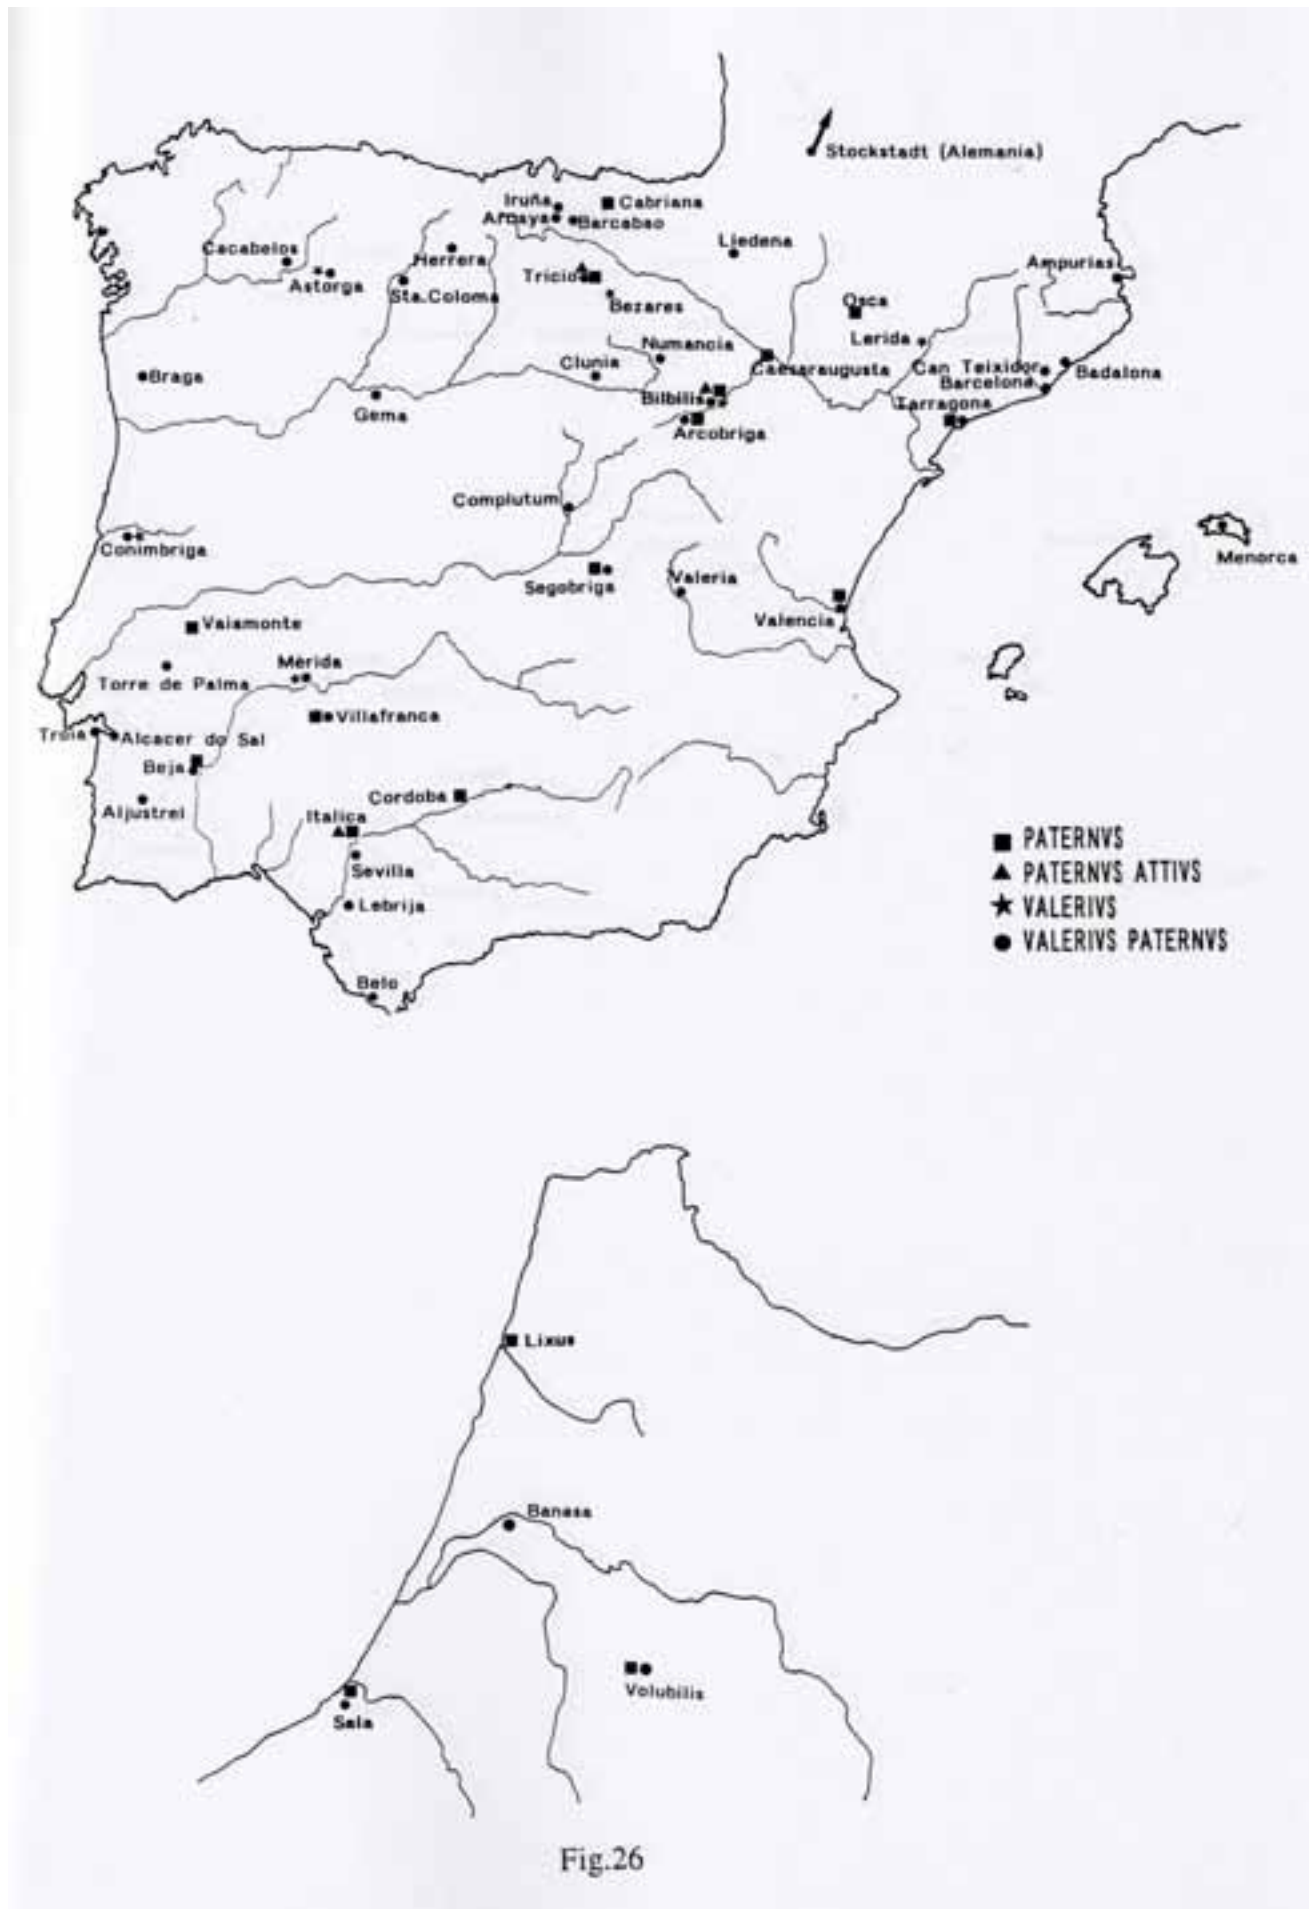 Stockstadt (Alemania)
Iruña
Cabriana
Arcaya
Barcabao
Liedena
Cacabelos
Herrera
Astorga
Sta.Coloma
Tricio
Bezares
Ampurias
Osca
Lerida
Numancia
Clunia
Caesaraugusta
Can Teixidor
Badalona
Barcelona
Braga
Gema
Bilbilis
Tarragona
Arcobriga
Complutum
Conimbriga
Menorca
Segobriga
Valeria
Valencia
Vaiamonte
Mérida
Torre de Palma
Villafranca
Troia
Alcacer do Sal
Beja
Cordoba
Aljustrel
Italica
Sevilla
Lebrija
Belo
PATERNVS
PATERNVS ATTIVS
VALERIVS
VALERIVS PATERNVS
Lixus
Banasa
Volubilis
Sala
Fig.26